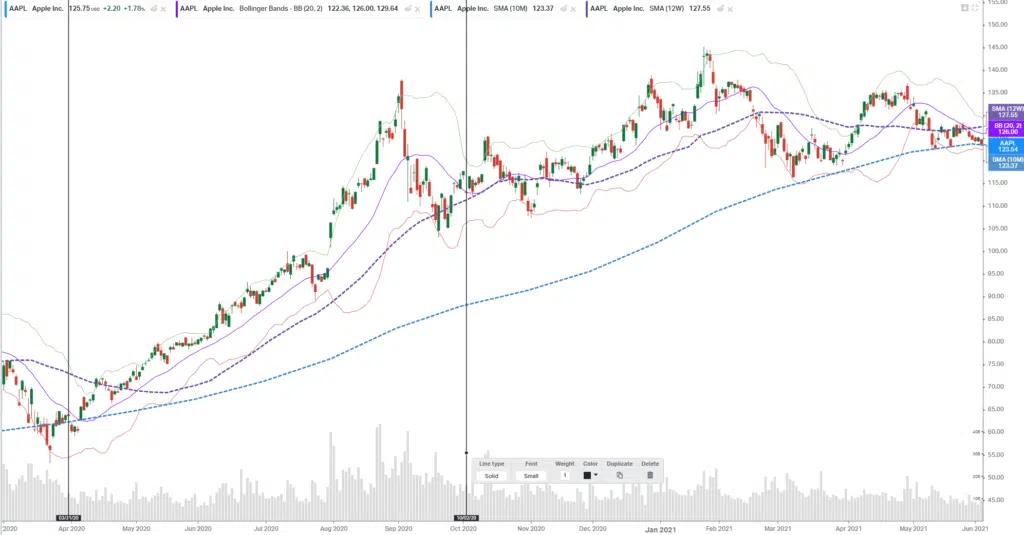 AAPL Apple Inc. 125.75 USD +2.20 +1.78%
AAPL Apple Inc. Bollinger Bands - BB (20, 2) 122.36, 126.00, 129.64
AAPL Apple Inc. SMA (10M) 123.37
AAPL Apple Inc. SMA (12W) 127.55
155.00
145.00
140.00
135.00
SMA (12W)
127.55
BB (20, 2)
126.00
AAPL
123.54
SMA (10M)
123.37
115.00
110.00
105.00
100.00
95.00
90.00
85.00
80.00
75.00
70.00
65.00
60.00
55.00
50.00
45.00
Line type Font Weight Color Duplicate Delete
Solid Small 1
03/31/20 10/02/20
2020 Apr 2020 May 2020 Jun 2020 Jul 2020 Aug 2020 Sep 2020 Oct 2020 Nov 2020 Dec 2020 Jan 2021 Feb 2021 Mar 2021 Apr 2021 May 2021 Jun 2021